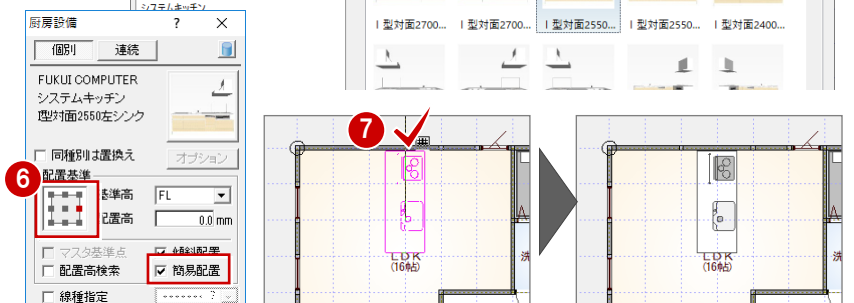 システムキッチン
厨房設備 ? ×
個別 連続
FUKUI COMPUTER
システムキッチン
I型対面2550左シンク
同種別は置換え オプション
配置基準
基準高 FL
配置高 0.0 mm
マスタ基準点 傾斜配置
配置高検索 簡易配置
線種指定
6
I 型対面2700... I 型対面2700... I 型対面2550... I 型対面2550... I 型対面2400...
7
LDK
(16帖)
洗
LDK
(16帖)
洗